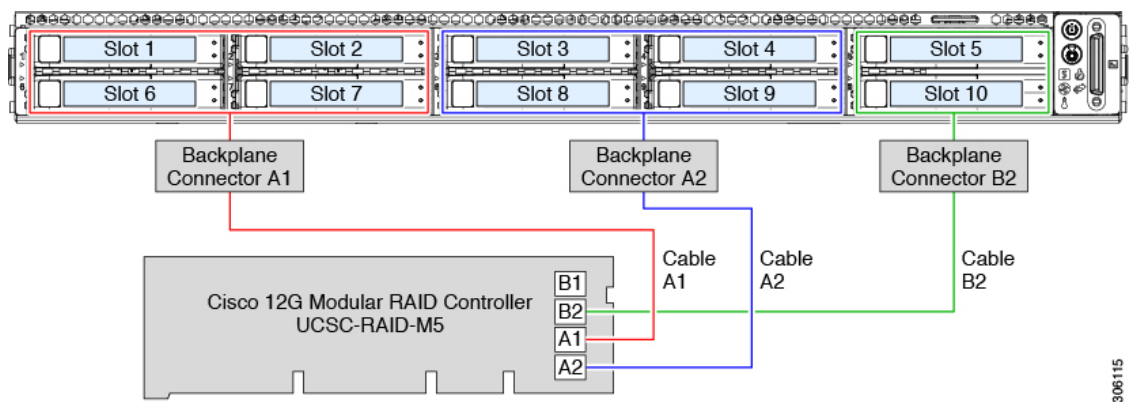 Slot 1
Slot 2
Slot 3
Slot 4
Slot 5
Slot 6
Slot 7
Slot 8
Slot 9
Slot 10
Backplane
Connector A1
Backplane
Connector A2
Backplane
Connector B2
Cable
A1
Cable
A2
Cable
B2
Cisco 12G Modular RAID Controller
UCSC-RAID-M5
B1
B2
A1
A2
306115